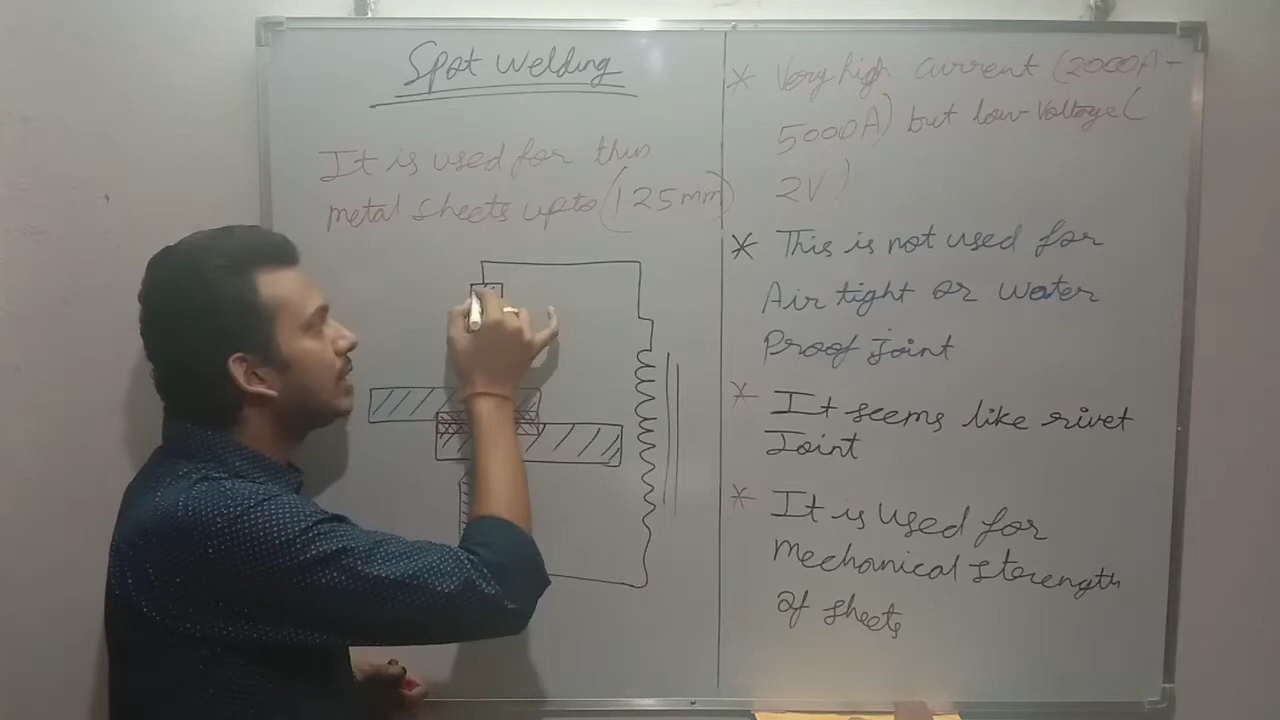 Spot Welding
It is used for thin
metal sheets upto (125mm)
* Very high current (2000A-
5000A) but low Voltage(
2V)
* This is not used for
Air tight or Water
Proof joint
* It seems like rivet
Joint
* It is used for
Mechanical strength
of sheets